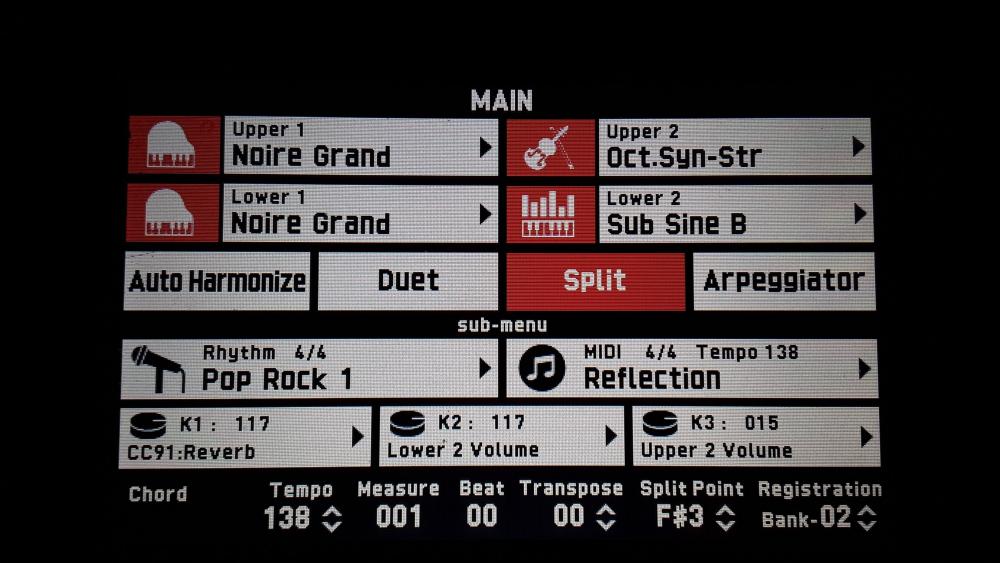 MAIN
Upper 1
Noire Grand
Upper 2
Oct.Syn-Str
Lower 1
Noire Grand
Lower 2
Sub Sine B
Auto Harmonize
Duet
Split
Arpeggiator
sub-menu
Rhythm 4/4
Pop Rock 1
MIDI 4/4 Tempo 138
Reflection
K1 : 117
CC91:Reverb
K2 : 117
Lower 2 Volume
K3 : 015
Upper 2 Volume
Chord Tempo Measure Beat Transpose Split Point Registration
138 001 00 00 F#3 Bank-02